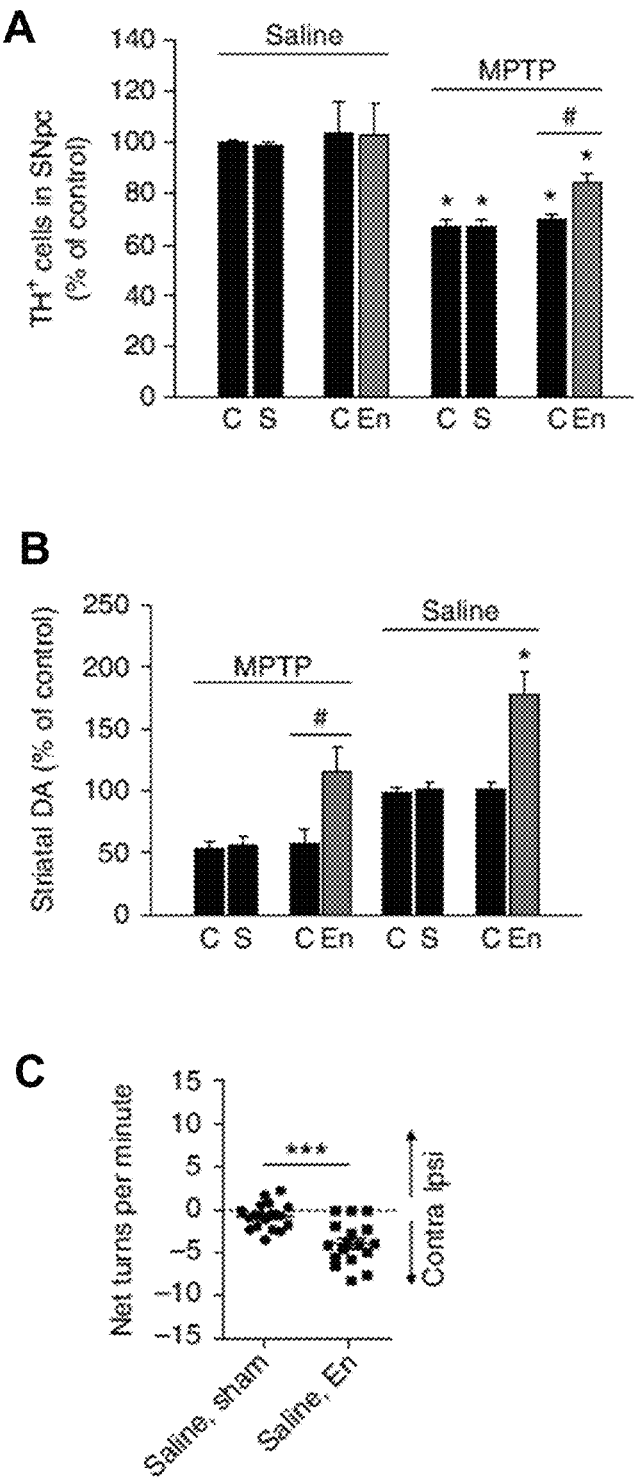 A
TH⁺ cells in SNpc
(% of control)
140
120
100
80
60
40
20
0
Saline
MPTP
#
*
* *
*
C S C En C S C En
B
Striatal DA (% of control)
250
200
150
100
50
0
MPTP
#
Saline
*
C S C En C S C En
C
Net turns per minute
15
10
5
0
−5
−10
−15
***
Contra Ipsi
Saline, sham
Saline, En